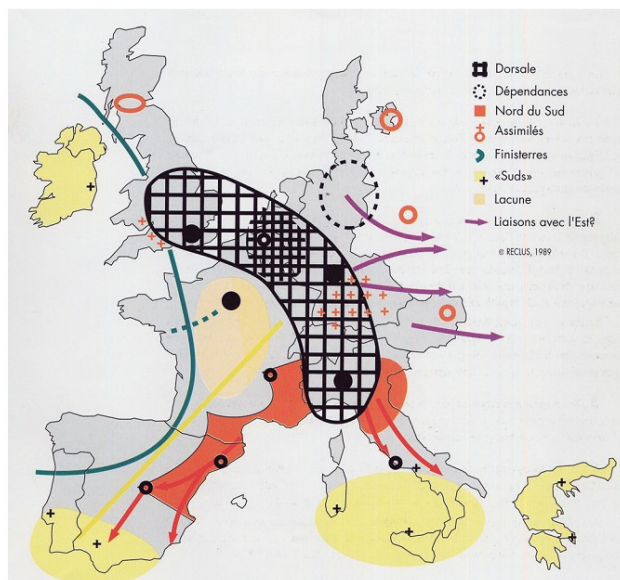 Dorsale
Dépendances
Nord du Sud
Assimilés
Finisterres
«Suds»
Lacune
Liaisons avec l'Est?
© RECLUS, 1989